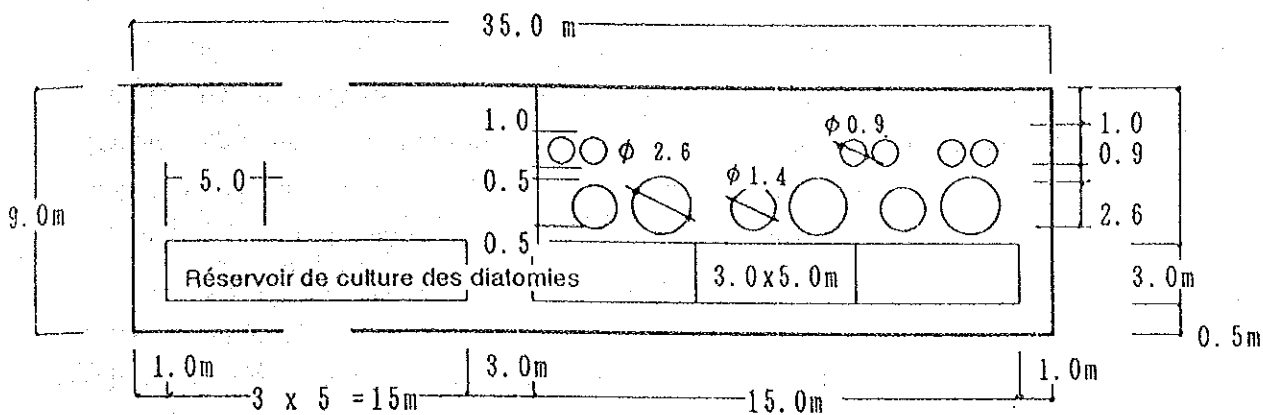 35.0 m
1.0
φ 0.9
1.0
φ 2.6
0.9
5.0
0.5
φ 1.4
9.0m
2.6
0.5
Réservoir de culture des diatomies
3.0x5.0m
3.0m
0.5m
1.0m
3.0m
1.0m
3 x 5 =15m
15.0m